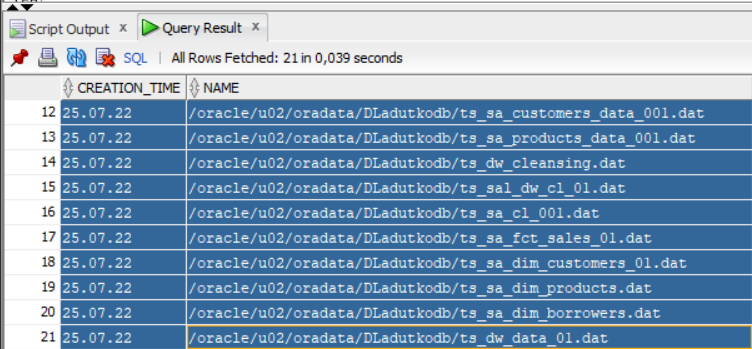 Script Output x Query Result x
SQL | All Rows Fetched: 21 in 0,039 seconds
CREATION_TIME NAME
12 25.07.22 /oracle/u02/oradata/DLadutkodb/ts_sa_customers_data_001.dat
13 25.07.22 /oracle/u02/oradata/DLadutkodb/ts_sa_products_data_001.dat
14 25.07.22 /oracle/u02/oradata/DLadutkodb/ts_dw_cleansing.dat
15 25.07.22 /oracle/u02/oradata/DLadutkodb/ts_sal_dw_cl_01.dat
16 25.07.22 /oracle/u02/oradata/DLadutkodb/ts_sa_cl_001.dat
17 25.07.22 /oracle/u02/oradata/DLadutkodb/ts_sa_fct_sales_01.dat
18 25.07.22 /oracle/u02/oradata/DLadutkodb/ts_sa_dim_customers_01.dat
19 25.07.22 /oracle/u02/oradata/DLadutkodb/ts_sa_dim_products.dat
20 25.07.22 /oracle/u02/oradata/DLadutkodb/ts_sa_dim_borrowers.dat
21 25.07.22 /oracle/u02/oradata/DLadutkodb/ts_dw_data_01.dat